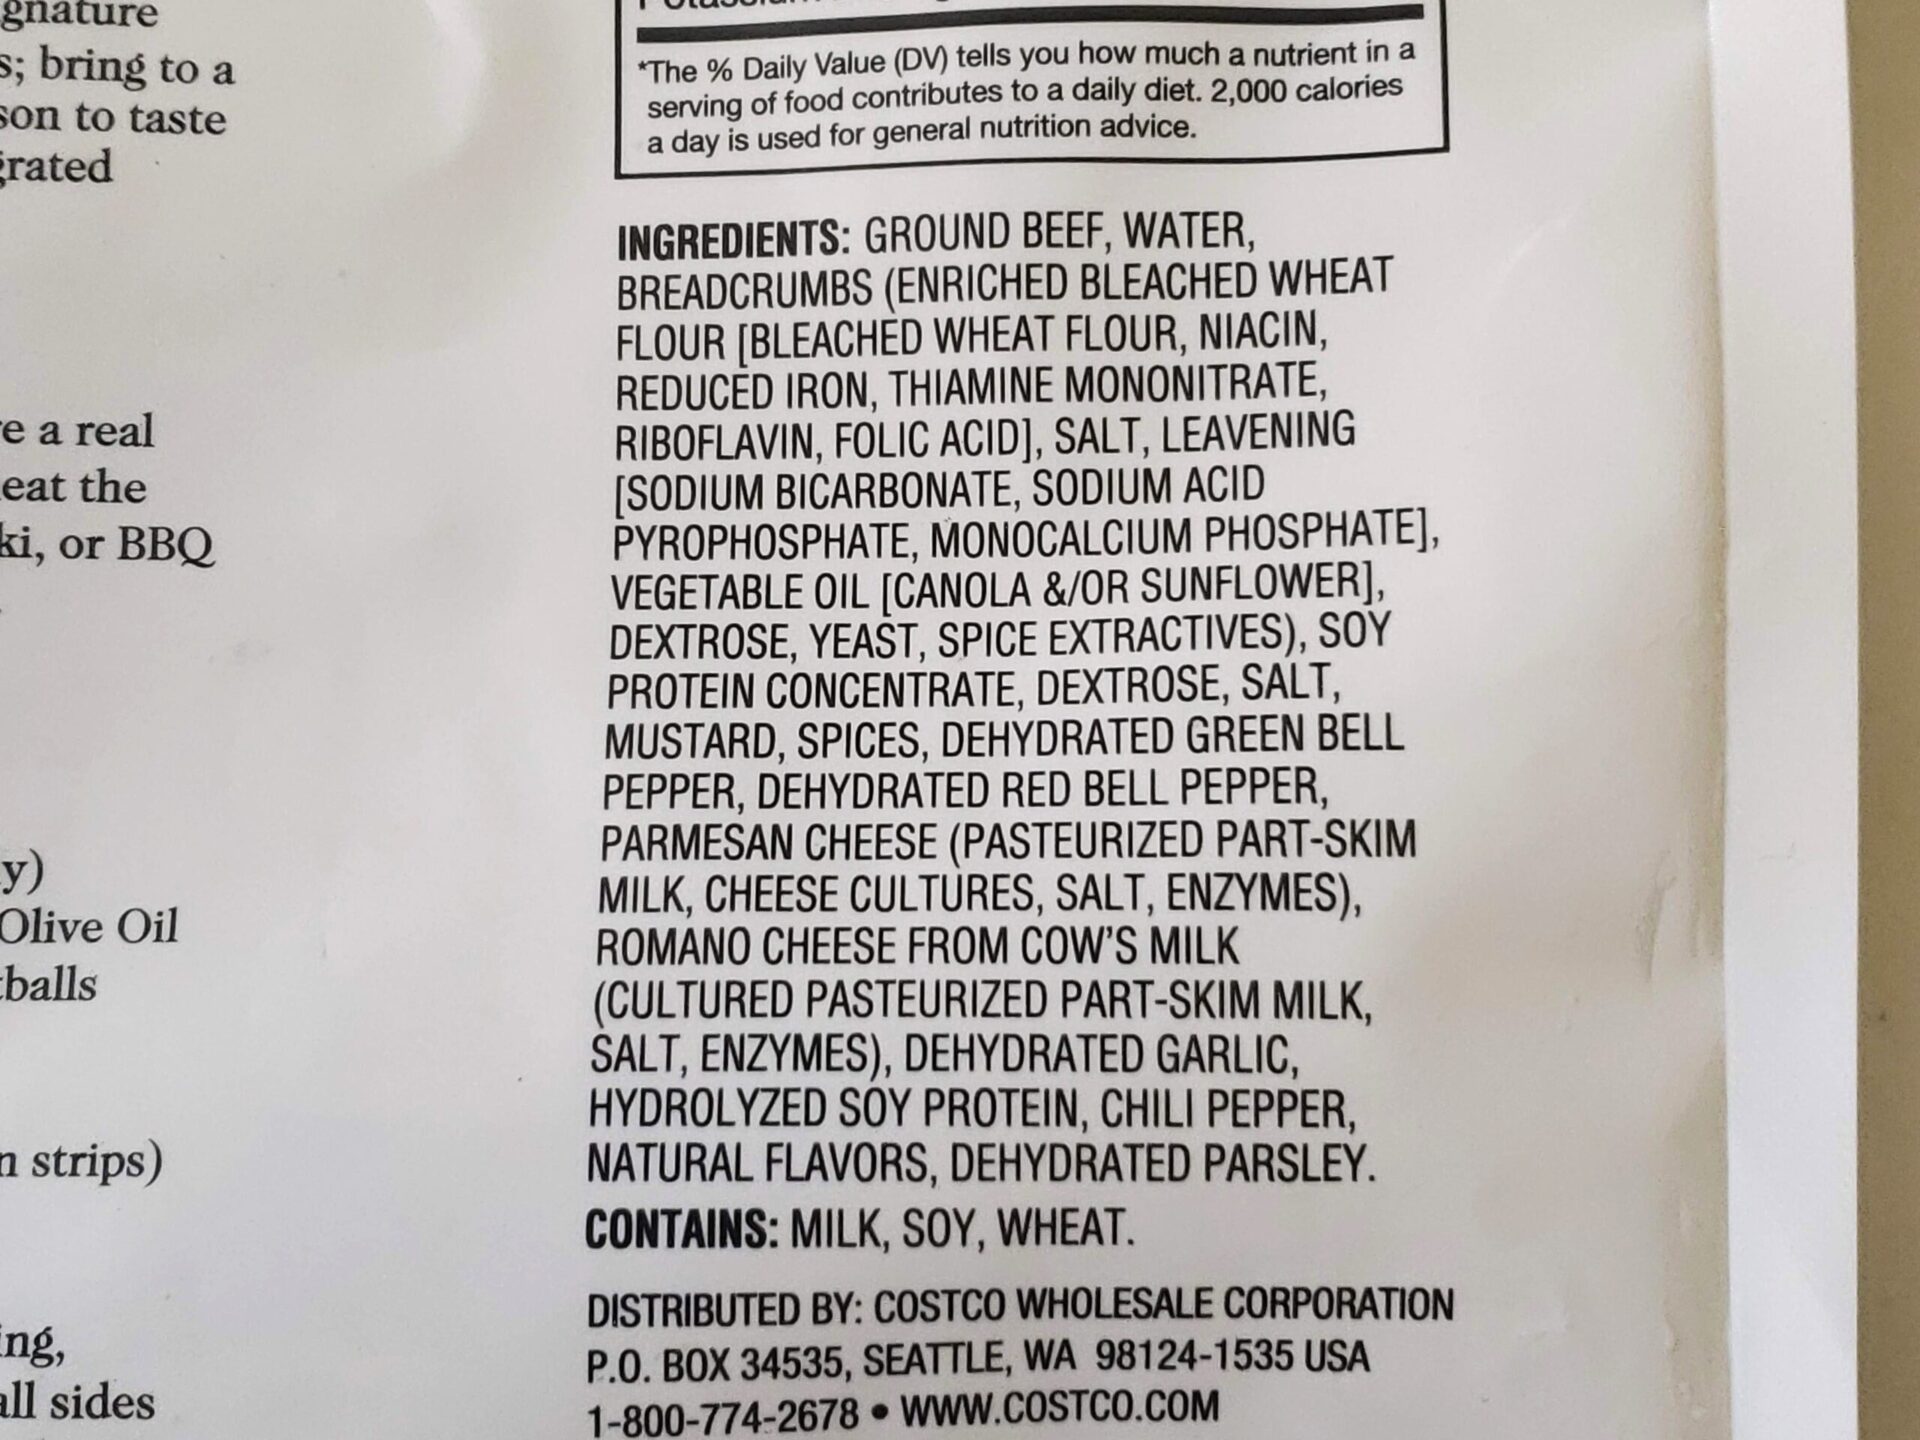 s; bring to a
to taste
grated
a real
the
or BBQ
Olive Oil
strips)
all sides
*The % Daily Value (DV) tells you how much a nutrient in a
serving of food contributes to a daily diet. 2,000 calories
a day is used for general nutrition advice.
INGREDIENTS: GROUND BEEF, WATER,
BREADCRUMBS (ENRICHED BLEACHED WHEAT
FLOUR [BLEACHED WHEAT FLOUR, NIACIN,
REDUCED IRON, THIAMINE MONONITRATE,
RIBOFLAVIN, FOLIC ACID], SALT, LEAVENING
[SODIUM BICARBONATE, SODIUM ACID
PYROPHOSPHATE, MONOCALCIUM PHOSPHATE],
VEGETABLE OIL [CANOLA &/OR SUNFLOWER],
DEXTROSE, YEAST, SPICE EXTRACTIVES), SOY
PROTEIN CONCENTRATE, DEXTROSE, SALT,
MUSTARD, SPICES, DEHYDRATED GREEN BELL
PEPPER, DEHYDRATED RED BELL PEPPER,
PARMESAN CHEESE (PASTEURIZED PART-SKIM
MILK, CHEESE CULTURES, SALT, ENZYMES),
ROMANO CHEESE FROM COW'S MILK
(CULTURED PASTEURIZED PART-SKIM MILK,
SALT, ENZYMES), DEHYDRATED GARLIC,
HYDROLYZED SOY PROTEIN, CHILI PEPPER,
NATURAL FLAVORS, DEHYDRATED PARSLEY.
CONTAINS: MILK, SOY, WHEAT.
DISTRIBUTED BY: COSTCO WHOLESALE CORPORATION
P.O. BOX 34535, SEATTLE, WA 98124-1535 USA
1-800-774-2678 • WWW.COSTCO.COM